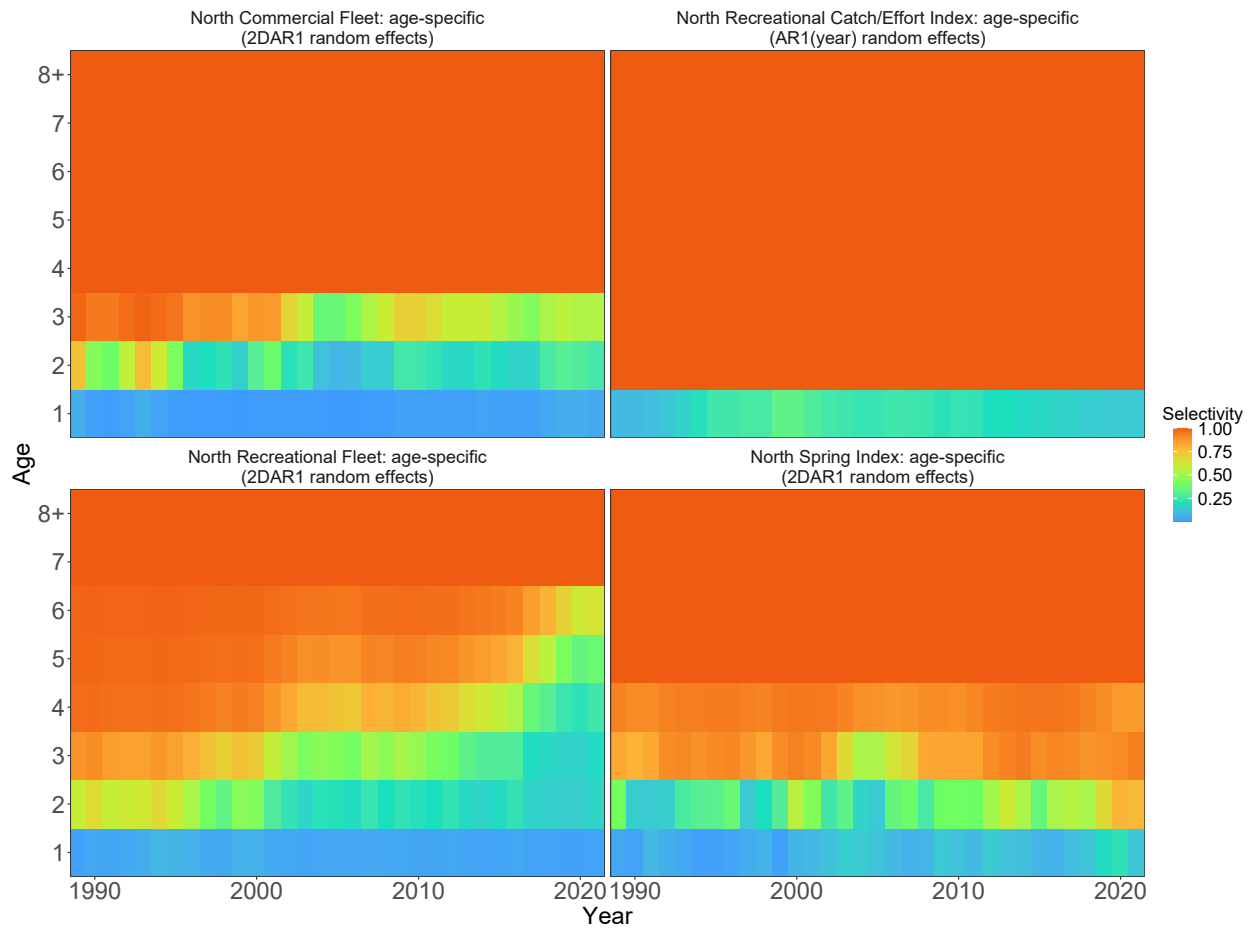 North Commercial Fleet: age-specific
(2DAR1 random effects)
North Recreational Catch/Effort Index: age-specific
(AR1(year) random effects)
8+
7
6
5
4
3
2
1
North Recreational Fleet: age-specific
(2DAR1 random effects)
North Spring Index: age-specific
(2DAR1 random effects)
8+
7
6
5
4
3
2
1
Age
1990 2000 2010 2020
1990 2000 2010 2020
Year
Selectivity
1.00
0.75
0.50
0.25